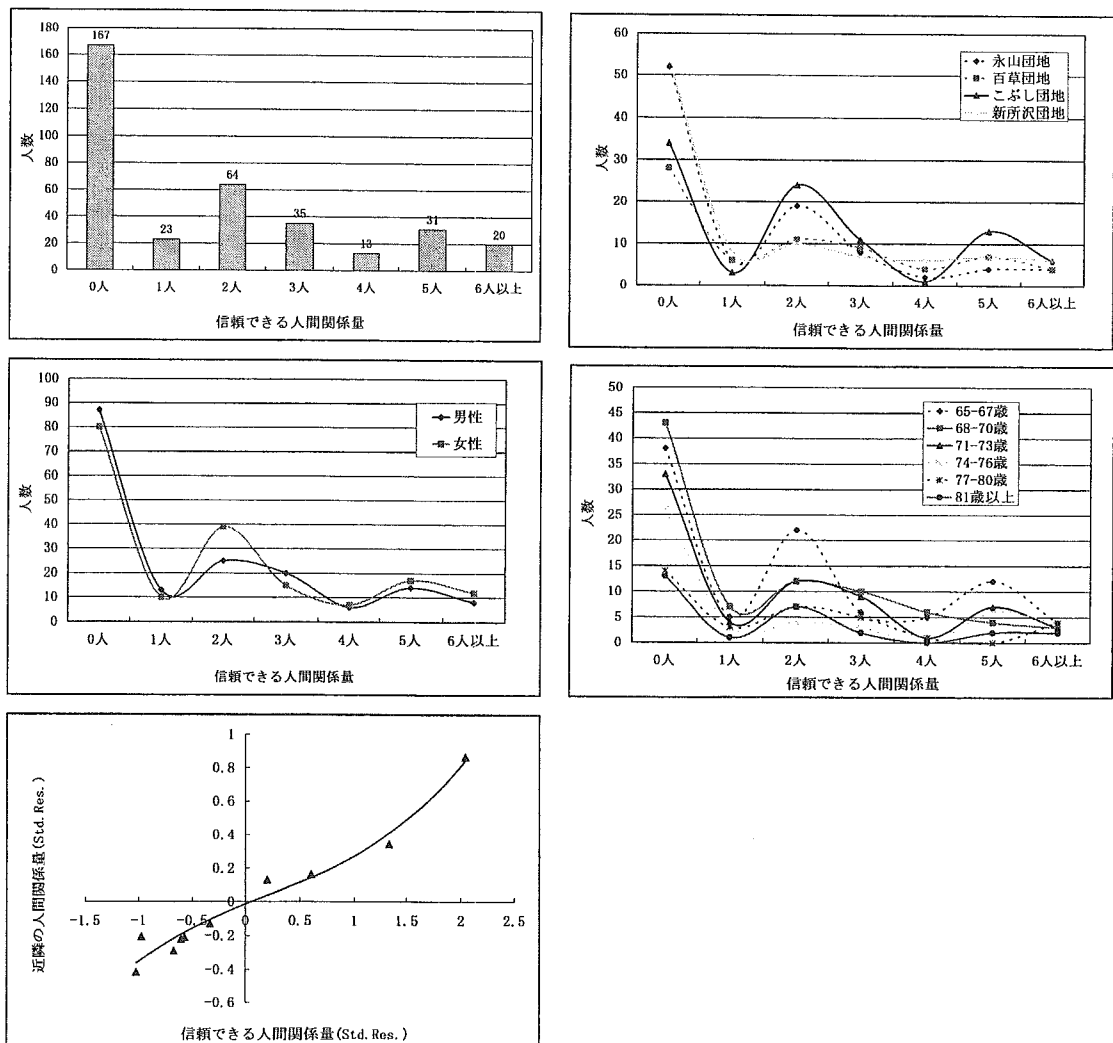 180
160
140
120
100
80
60
40
20
0
人数
167
23
64
35
13
31
20
0人 1人 2人 3人 4人 5人 6人以上
信頼できる人間関係量
60
50
40
30
20
10
0
人数
永山団地
百草団地
こぶし団地
新所沢団地
0人 1人 2人 3人 4人 5人 6人以上
信頼できる人間関係量
100
90
80
70
60
50
40
30
20
10
0
人数
男性
女性
0人 1人 2人 3人 4人 5人 6人以上
信頼できる人間関係量
50
45
40
35
30
25
20
15
10
5
0
人数
65-67歳
68-70歳
71-73歳
74-76歳
77-80歳
81歳以上
0人 1人 2人 3人 4人 5人 6人以上
信頼できる人間関係量
近隣の人間関係量(Std.Res.)
1
0.8
0.6
0.4
0.2
0
-0.2
-0.4
-0.6
-1.5 -1 -0.5 0 0.5 1 1.5 2 2.5
信頼できる人間関係量(Std.Res.)